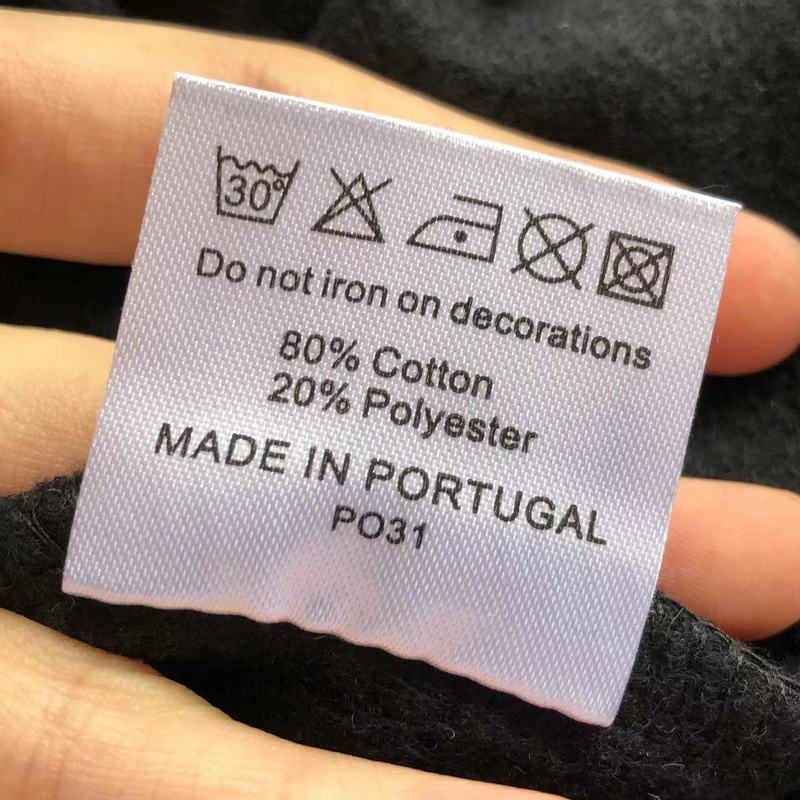 30°
Do not iron on decorations
80% Cotton
20% Polyester
MADE IN PORTUGAL
PO31